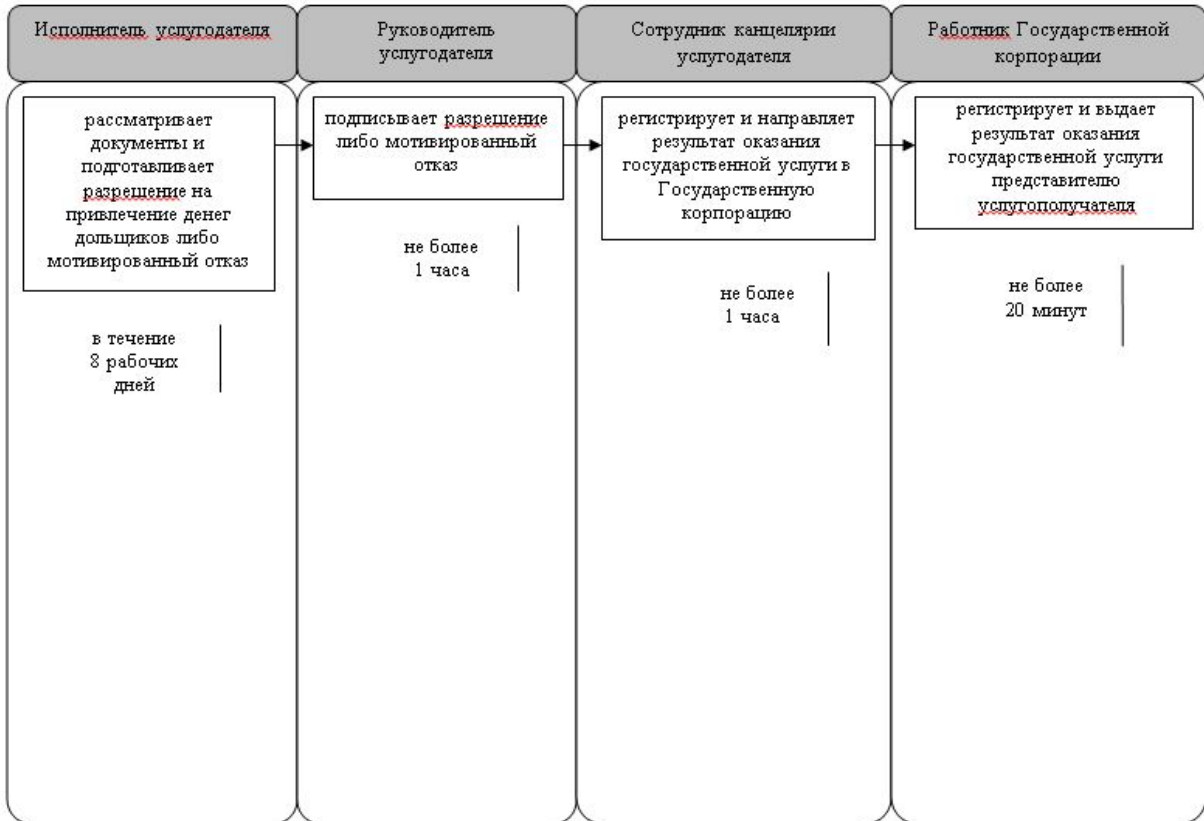 Исполнитель услугодателя
Руководитель
услугодателя
Сотрудник канцелярии
услугодателя
Работник Государственной
корпорации
рассматривает
документы и
подготавливает
разрешение на
привлечение денег
дольщиков либо
мотивированный отказ
в течение
8 рабочих
дней
подписывает разрешение
либо мотивированный
отказ
не более
1 часа
регистрирует и направляет
результат оказания
государственной услуги в
Государственную
корпорацию
не более
1 часа
регистрирует и выдает
результат оказания
государственной услуги
представителю
услугополучателя
не более
20 минут